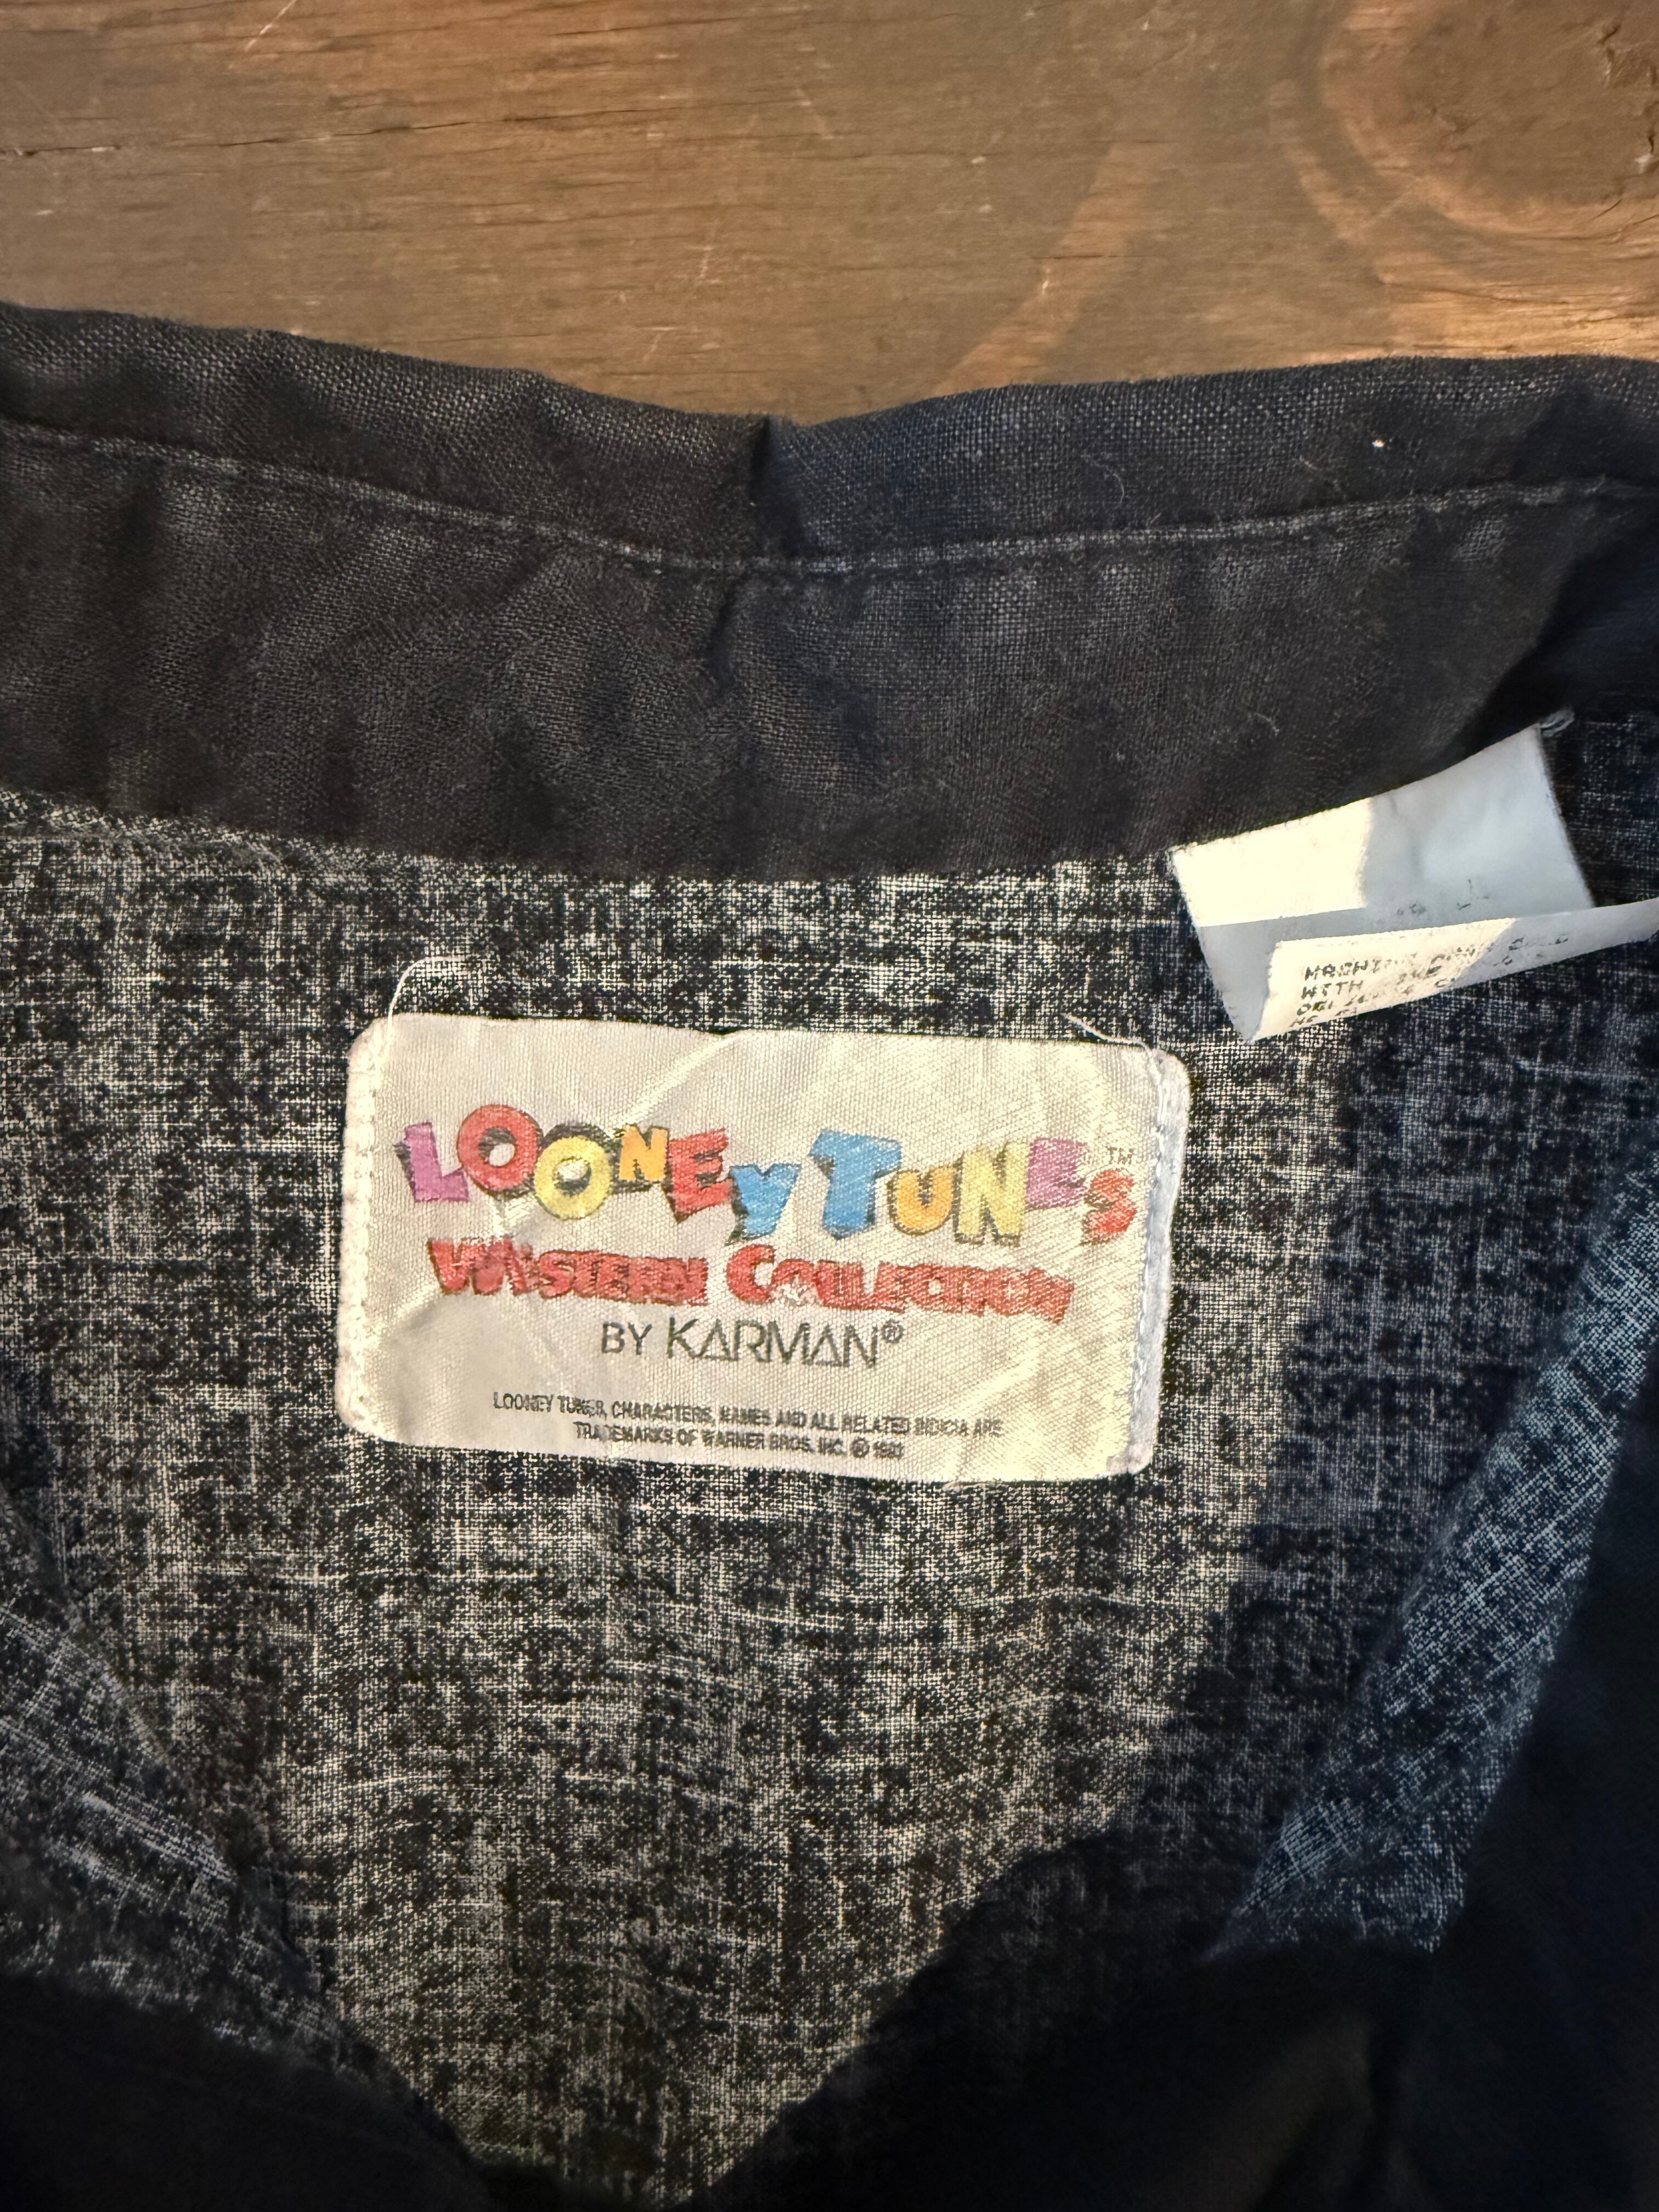 LOONEY TUNES™
WESTERN COLLECTION
BY KARMAN®
LOONEY TUNES, CHARACTERS, NAMES AND ALL RELATED INDICIA ARE
TRADEMARKS OF WARNER BROS. INC. ©
WITH